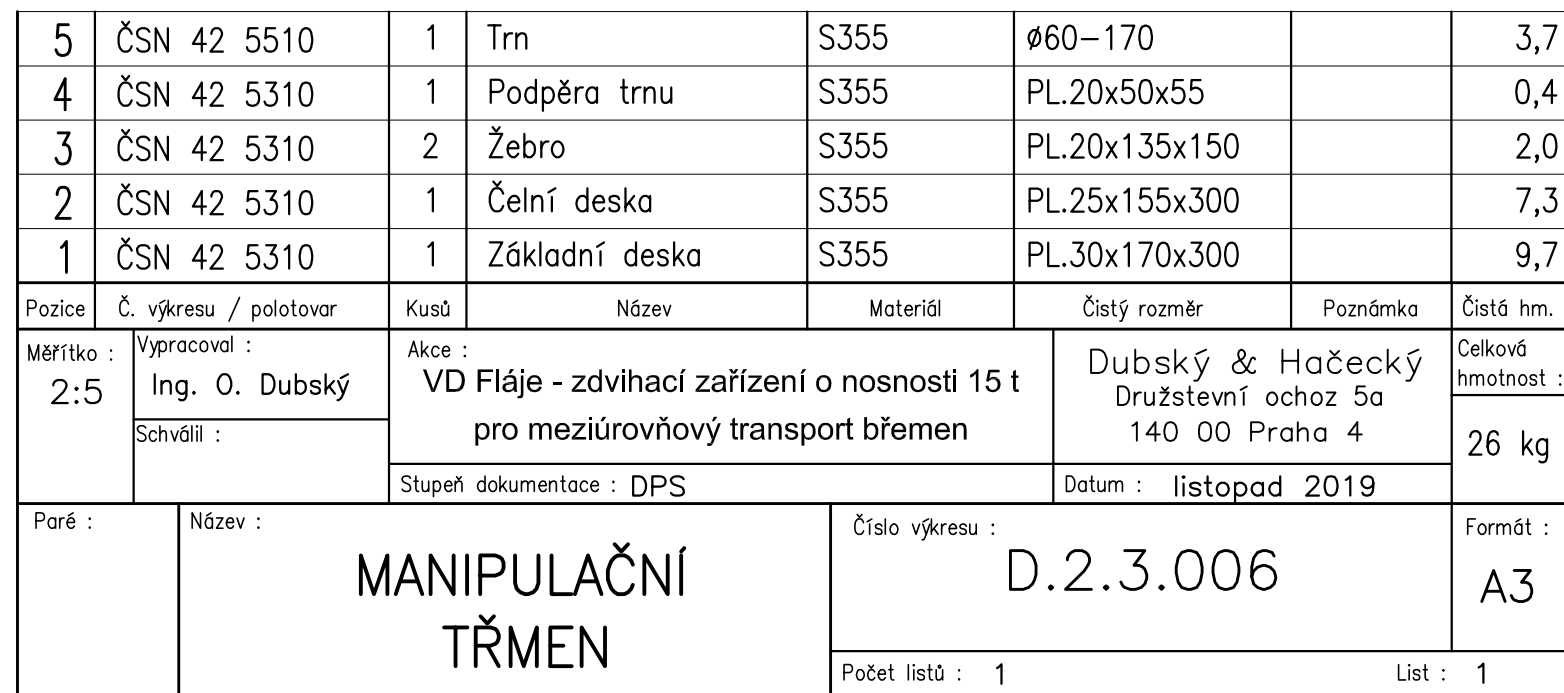 5 ČSN 42 5510 1 Trn S355 ø60-170 3,7
4 ČSN 42 5310 1 Podpěra trnu S355 PL.20x50x55 0,4
3 ČSN 42 5310 2 Žebro S355 PL.20x135x150 2,0
2 ČSN 42 5310 1 Čelní deska S355 PL.25x155x300 7,3
1 ČSN 42 5310 1 Základní deska S355 PL.30x170x300 9,7
Pozice Č. výkresu / polotovar Kusů Název Materiál Čistý rozměr Poznámka Čistá hm.
Měřítko :
2:5
Vypracoval :
Ing. O. Dubský
Schválil :
Akce :
VD Fláje - zdvihací zařízení o nosnosti 15 t
pro meziúrovňový transport břemen
Stupeň dokumentace : DPS
Dubský & Hačecký
Družstevní ochoz 5a
140 00 Praha 4
Datum : listopad 2019
Celková
hmotnost :
26 kg
Paré :
Název :
MANIPULAČNÍ
TŘMEN
Číslo výkresu :
D.2.3.006
Počet listů : 1 List : 1
Formát :
A3